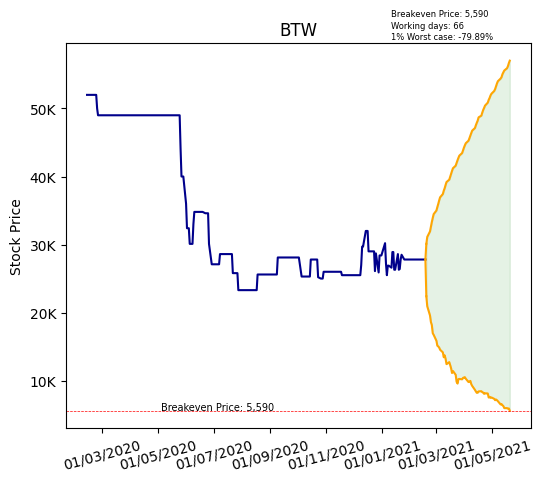 Breakeven Price: 5,590
Working days: 66
1% Worst case: -79.89%
BTW
Stock Price
50K
40K
30K
20K
10K
Breakeven Price: 5,590
01/03/2020
01/05/2020
01/07/2020
01/09/2020
01/11/2020
01/01/2021
01/03/2021
01/05/2021